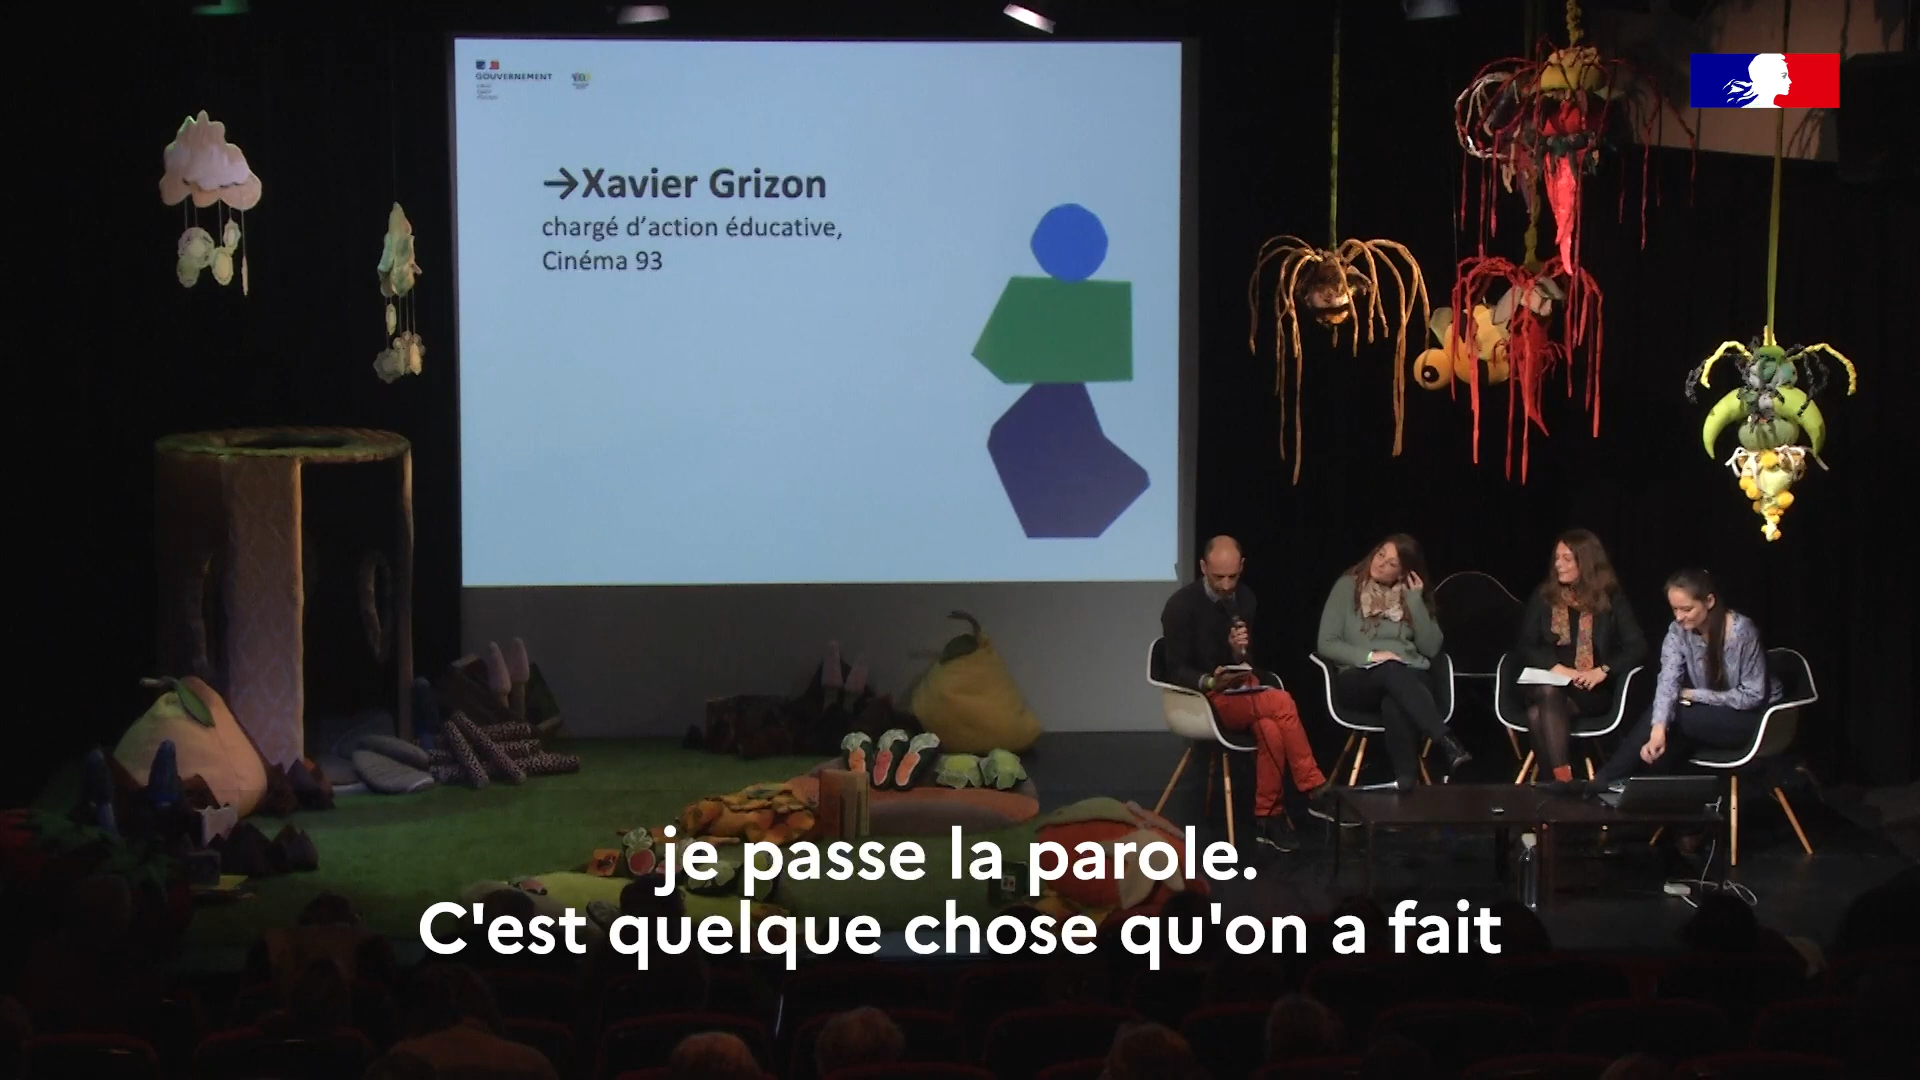 GOUVERNEMENT
→Xavier Grizon
chargé d’action éducative,
Cinéma 93
je passe la parole.
C'est quelque chose qu'on a fait